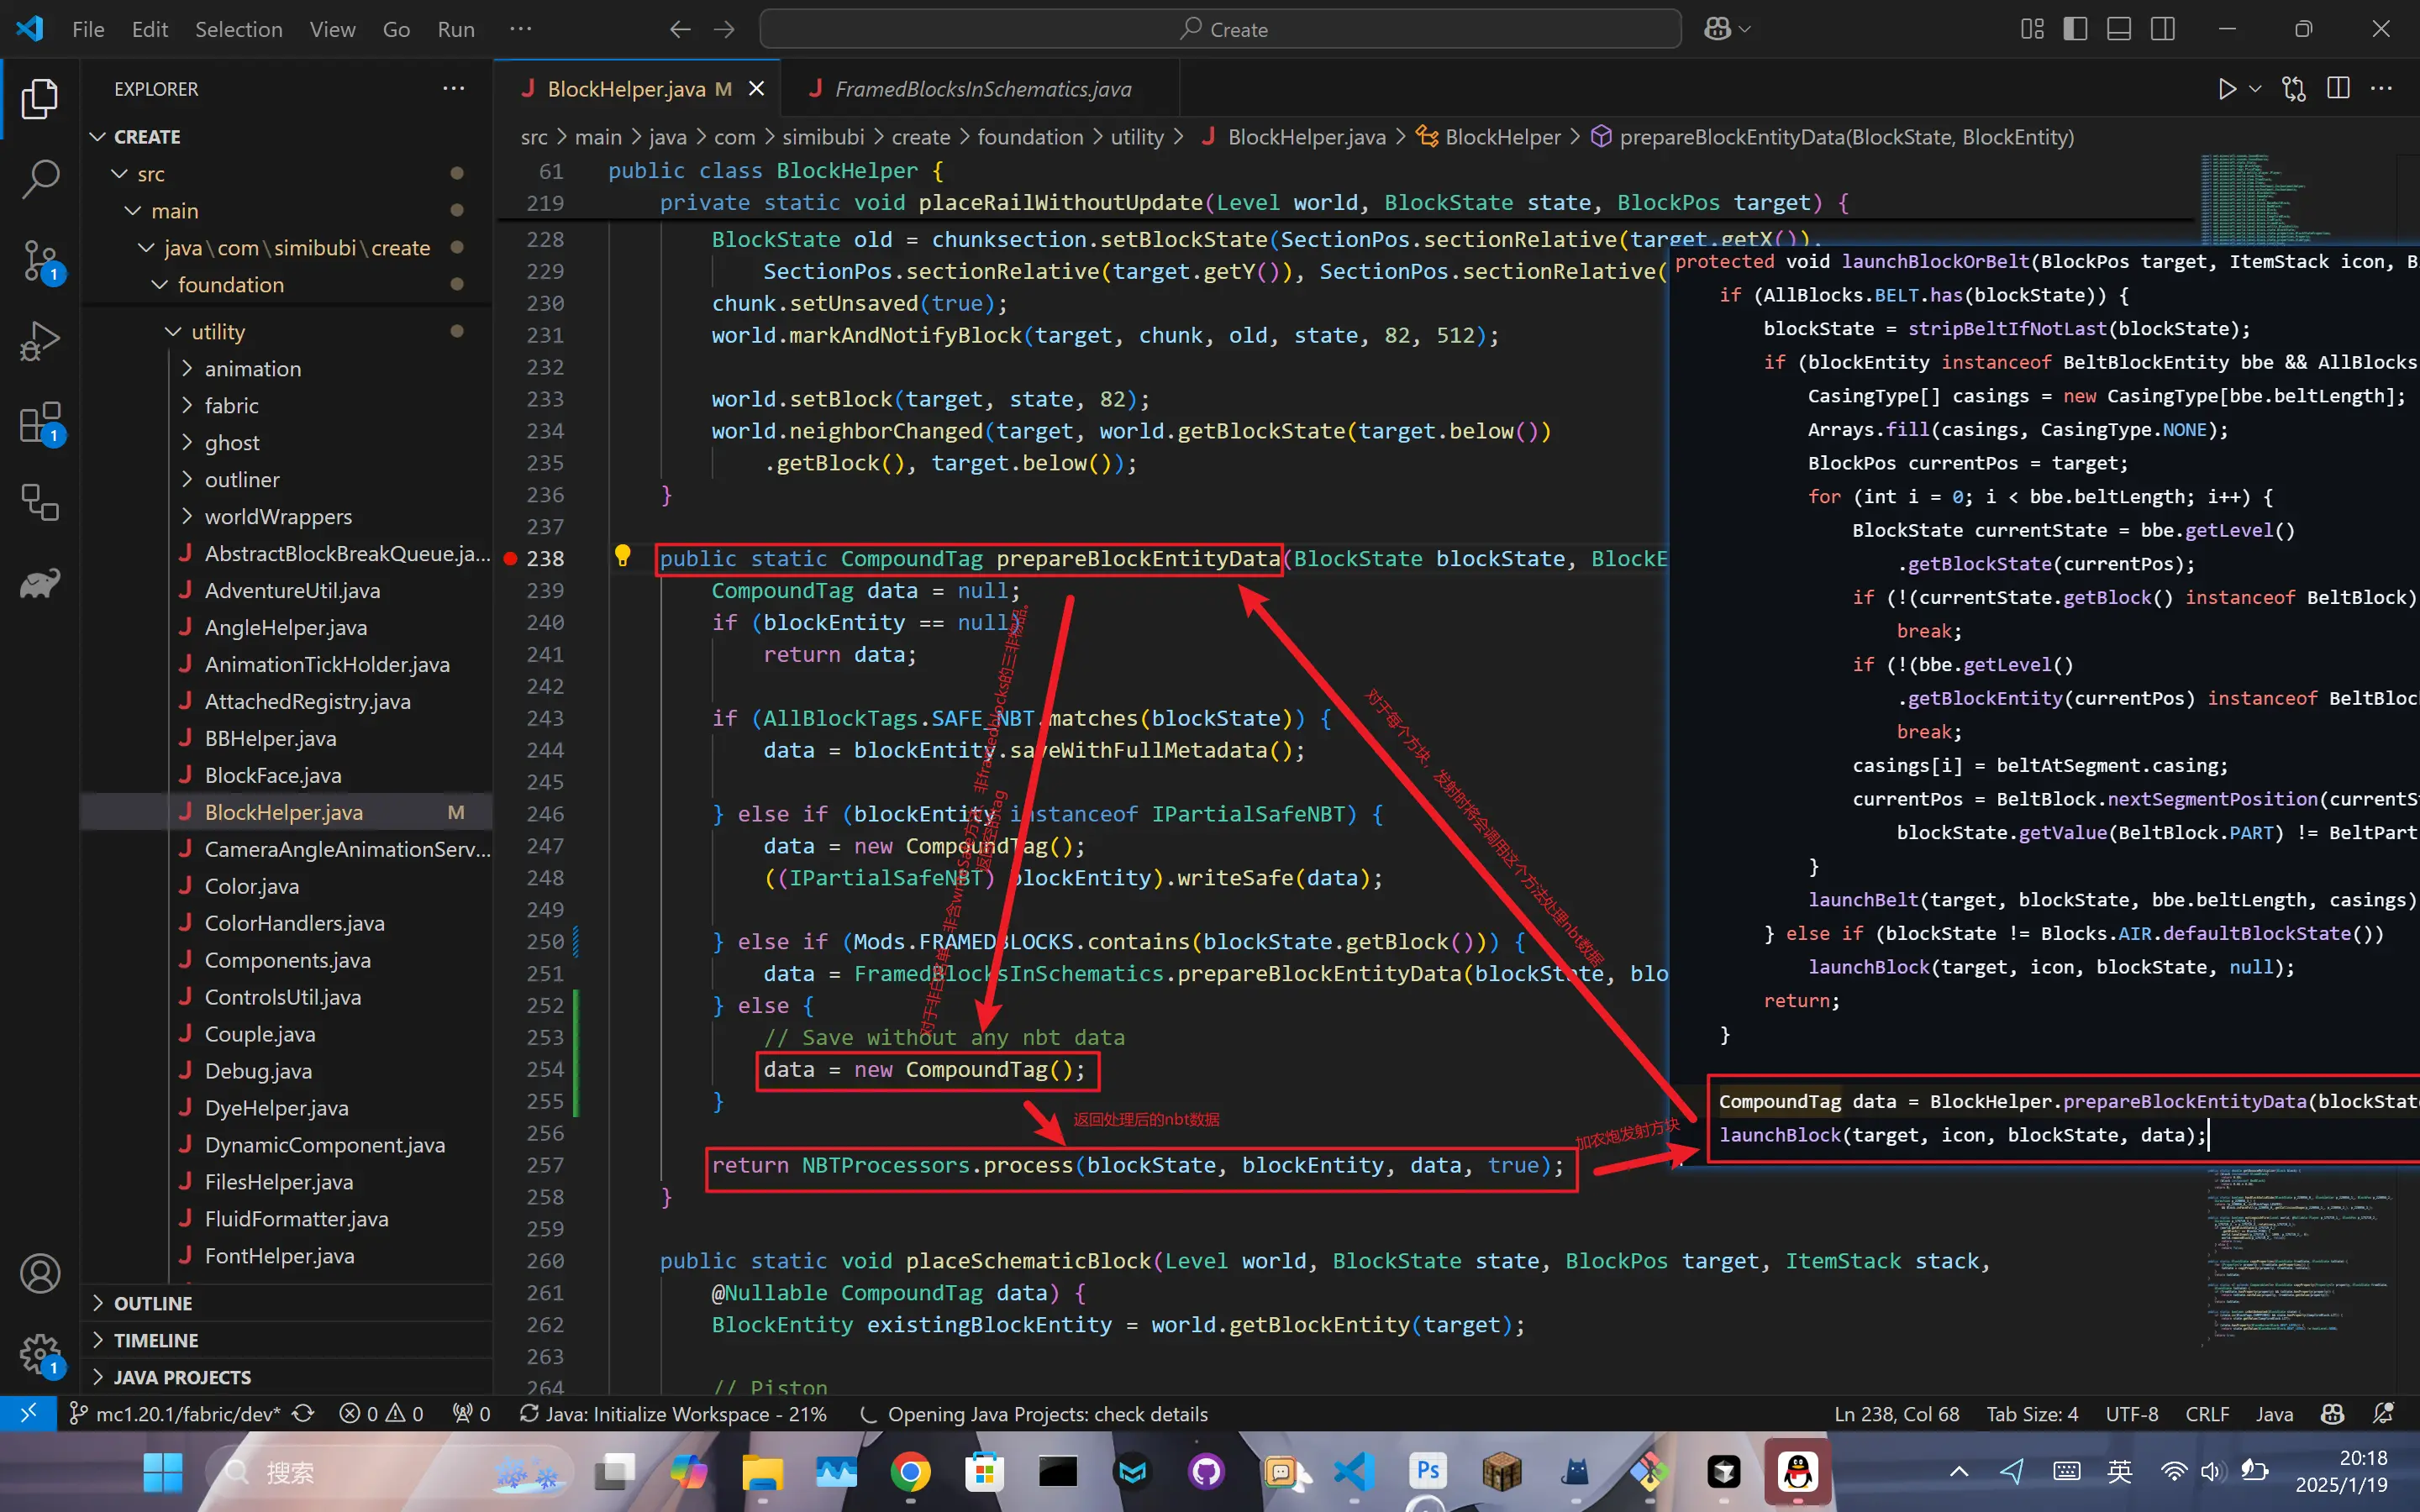 File Edit Selection View Go Run ···
Create
EXPLORER ···
BlockHelper.java M
FramedBlocksInSchematics.java
src > main > java > com > simibubi > create > foundation > utility > BlockHelper.java > BlockHelper > prepareBlockEntityData(BlockState, BlockEntity)
CREATE
src
main
java\com\simibubi\create
foundation
utility
animation
fabric
ghost
outliner
worldWrappers
AbstractBlockBreakQueue.ja...
AdventureUtil.java
AngleHelper.java
AnimationTickHolder.java
AttachedRegistry.java
BBHelper.java
BlockFace.java
BlockHelper.java M
CameraAngleAnimationServ...
Color.java
ColorHandlers.java
Components.java
ControlsUtil.java
Couple.java
Debug.java
DyeHelper.java
DynamicComponent.java
FilesHelper.java
FluidFormatter.java
FontHelper.java
OUTLINE
TIMELINE
JAVA PROJECTS
61 public class BlockHelper {
219 private static void placeRailWithoutUpdate(Level world, BlockState state, BlockPos target) {
228 BlockState old = chunksection.setBlockState(SectionPos.sectionRelative(target.getX()),
229 SectionPos.sectionRelative(target.getY()), SectionPos.sectionRelative(
230 chunk.setUnsaved(true);
231 world.markAndNotifyBlock(target, chunk, old, state, 82, 512);
232
233 world.setBlock(target, state, 82);
234 world.neighborChanged(target, world.getBlockState(target.below())
235 .getBlock(), target.below());
236 }
237
238 public static CompoundTag prepareBlockEntityData(BlockState blockState, BlockE
239 CompoundTag data = null;
240 if (blockEntity == null)
241 return data;
242
243 if (AllBlockTags.SAFE_NBT.matches(blockState)) {
244 data = blockEntity.saveWithFullMetadata();
245
246 } else if (blockEntity instanceof IPartialSafeNBT) {
247 data = new CompoundTag();
248 ((IPartialSafeNBT) blockEntity).writeSafe(data);
249
250 } else if (Mods.FRAMEDBLOCKS.contains(blockState.getBlock())) {
251 data = FramedBlocksInSchematics.prepareBlockEntityData(blockState, blo
252 } else {
253 // Save without any nbt data
254 data = new CompoundTag();
255 }
256
257 return NBTProcessors.process(blockState, blockEntity, data, true);
258 }
259
260 public static void placeSchematicBlock(Level world, BlockState state, BlockPos target, ItemStack stack,
261 @Nullable CompoundTag data) {
262 BlockEntity existingBlockEntity = world.getBlockEntity(target);
263
264 // Piston
对于非白名单、非含writeSafe方法、非framedblocks的三非物品。
返回空的tag
对于每个方块，发射时将会调用这个方法处理nbt数据
返回处理后的nbt数据
加农炮发射方块
protected void launchBlockOrBelt(BlockPos target, ItemStack icon, B
if (AllBlocks.BELT.has(blockState)) {
blockState = stripBeltIfNotLast(blockState);
if (blockEntity instanceof BeltBlockEntity bbe && AllBlocks
CasingType[] casings = new CasingType[bbe.beltLength];
Arrays.fill(casings, CasingType.NONE);
BlockPos currentPos = target;
for (int i = 0; i < bbe.beltLength; i++) {
BlockState currentState = bbe.getLevel()
.getBlockState(currentPos);
if (!(currentState.getBlock() instanceof BeltBlock)
break;
if (!(bbe.getLevel()
.getBlockEntity(currentPos) instanceof BeltBloc
break;
casings[i] = beltAtSegment.casing;
currentPos = BeltBlock.nextSegmentPosition(currentSt
blockState.getValue(BeltBlock.PART) != BeltPart
}
launchBelt(target, blockState, bbe.beltLength, casings)
} else if (blockState != Blocks.AIR.defaultBlockState())
launchBlock(target, icon, blockState, null);
return;
}
CompoundTag data = BlockHelper.prepareBlockEntityData(blockStat
launchBlock(target, icon, blockState, data);
mc1.20.1/fabric/dev* 0 0 0 Java: Initialize Workspace - 21% Opening Java Projects: check details Ln 238, Col 68 Tab Size: 4 UTF-8 CRLF Java
搜索
Ps
英
20:18
2025/1/19